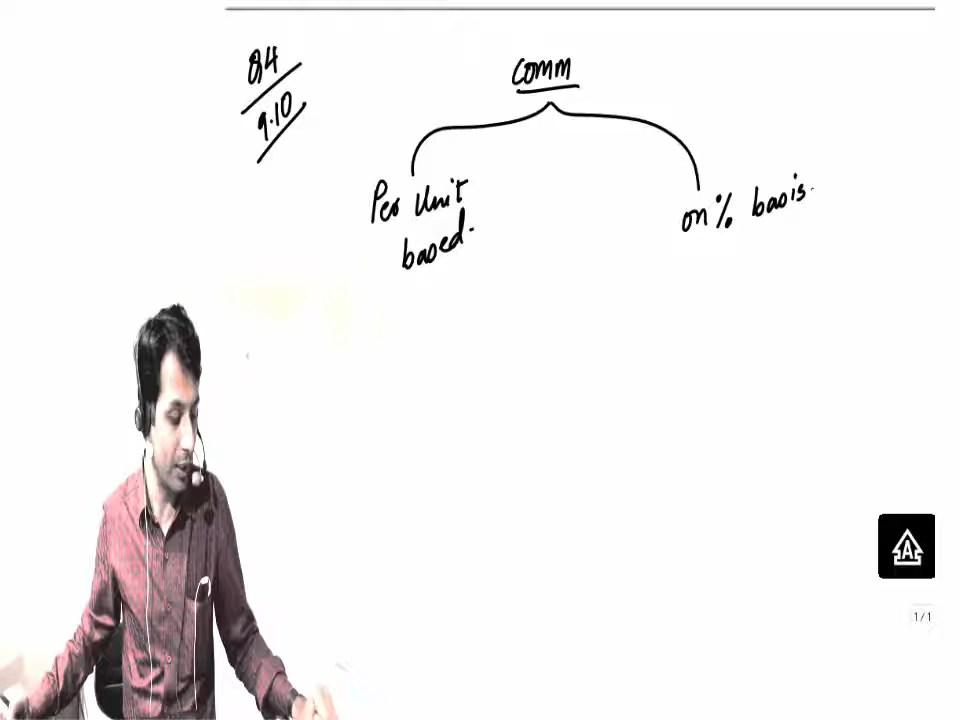 Q4
9.10
Comm
Per Unit
based.
on % basis.
A
1/1